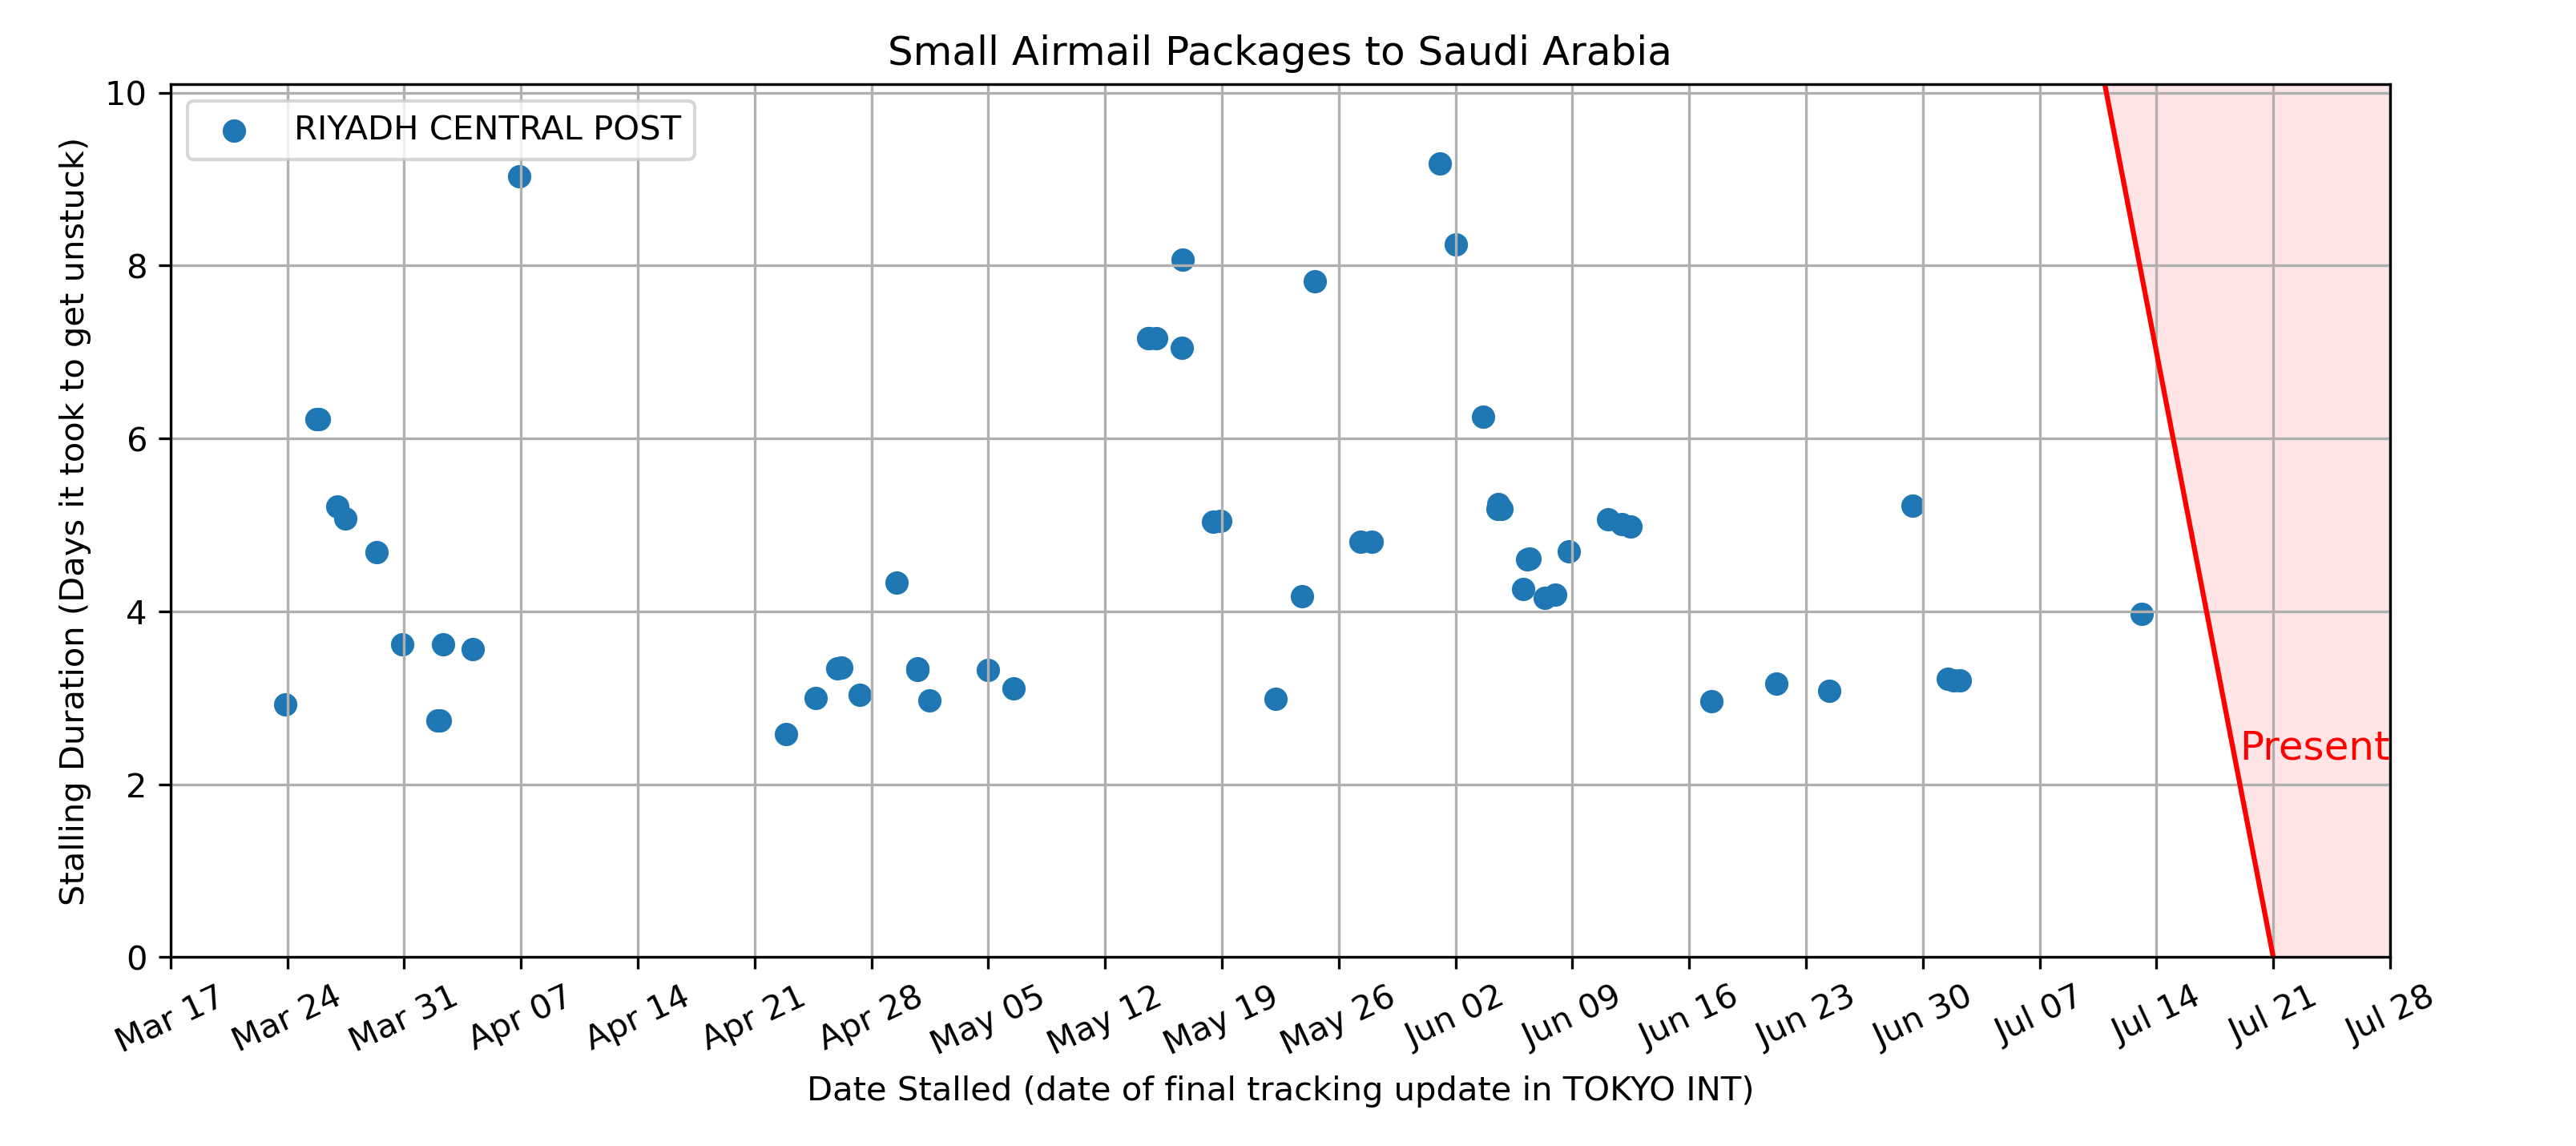 Small Airmail Packages to Saudi Arabia
RIYADH CENTRAL POST
Stalling Duration (Days it took to get unstuck)
10
8
6
4
2
0
Present
Mar 17 Mar 24 Mar 31 Apr 07 Apr 14 Apr 21 Apr 28 May 05 May 12 May 19 May 26 Jun 02 Jun 09 Jun 16 Jun 23 Jun 30 Jul 07 Jul 14 Jul 21 Jul 28
Date Stalled (date of final tracking update in TOKYO INT)